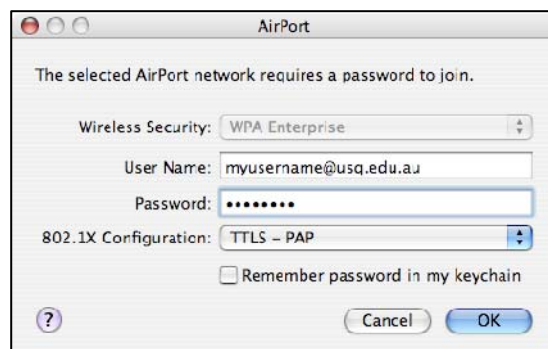 AirPort
The selected AirPort network requires a password to join.
Wireless Security: WPA Enterprise
User Name: myusername@usq.edu.au
Password: ••••••••
802.1X Configuration: TTLS – PAP
Remember password in my keychain
? Cancel OK